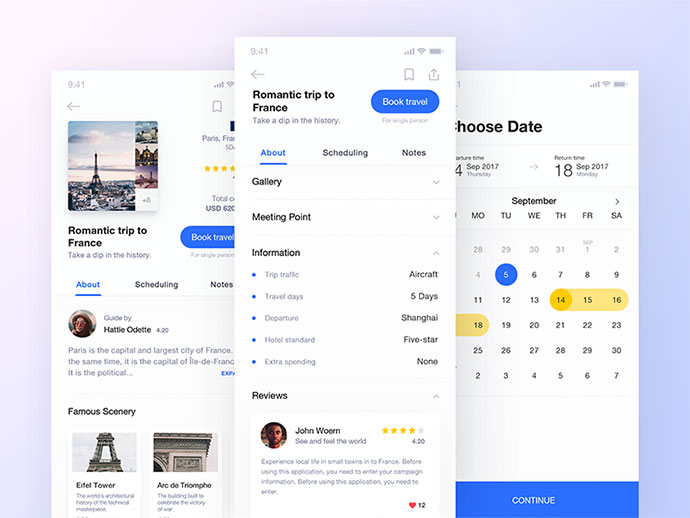 9:41
Paris, Fran
5D
+8
Total c
USD 620
Romantic trip to
France
Take a dip in the history.
Book travel
For single person
About Scheduling Notes
Guide by
Hattie Odette 4.20
Paris is the capital and largest city of France.
the same time, it is the capital of Île-de-Franc
It is the political... EXPA
Famous Scenery
Eifel Tower
The world's architectural
history of the technical
masterpiece.
Arc de Triomphe
The building built to
celebrate the victory
of war.
9:41
Romantic trip to
France
Take a dip in the history.
Book travel
For single person
About Scheduling Notes
Gallery
Meeting Point
Information
Trip traffic Aircraft
Travel days 5 Days
Departure Shanghai
Hotel standard Five-star
Extra spending None
Reviews
John Woern
See and feel the world 4.20
Experience local life in small towns in to France. Before
using this application, you need to enter your campaign
information. Before using this application, you need to
enter.
12
Choose Date
arture time Return time
4 Sep 2017 Thursday
18 Sep 2017 Monday
September
MO TU WE TH FR SA
SEP
28 29 30 31 1 2
4 5 6 7 8 9
11 12 13 14 15 16
18 19 20 21 22 23
25 26 27 28 29 30
2 3 4 5 6 7
CONTINUE